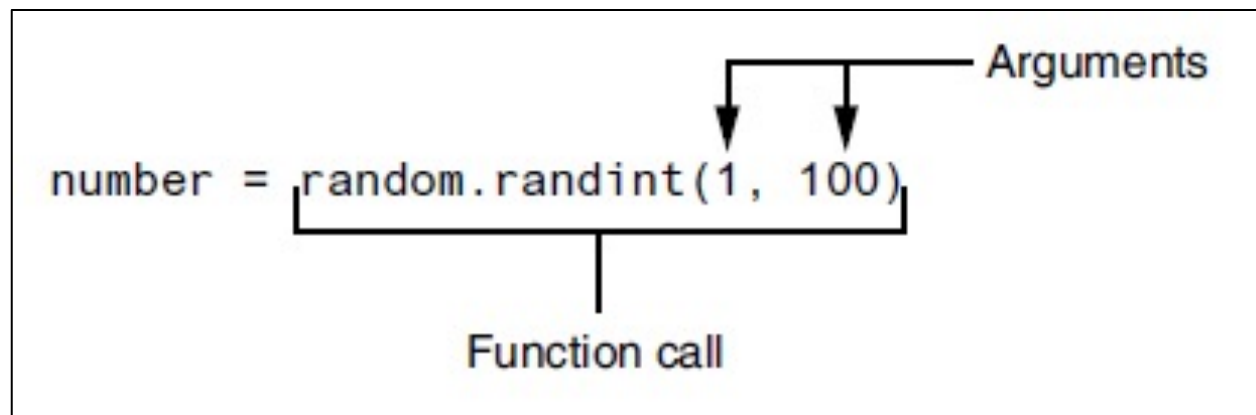 Arguments
number = random.randint(1, 100)
Function call